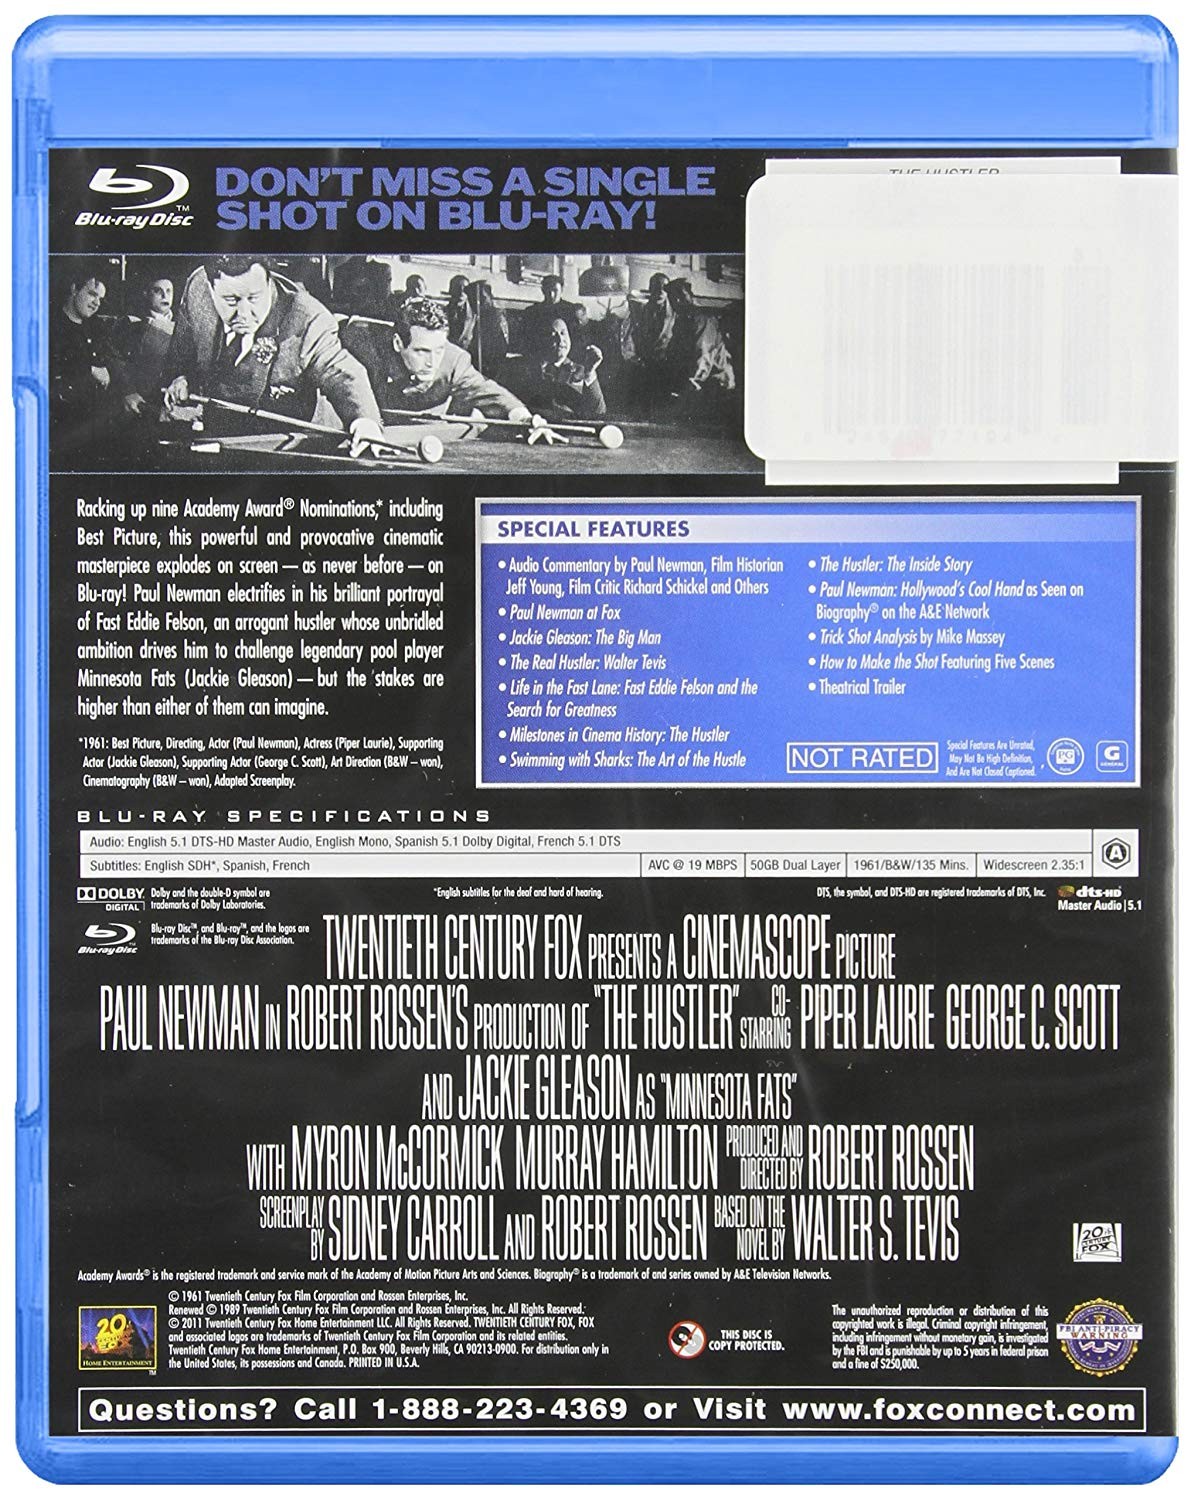 Blu-ray Disc
TM
DON'T MISS A SINGLE
SHOT ON BLU-RAY!
THE HUSTLER
Racking up nine Academy Award® Nominations,* including
Best Picture, this powerful and provocative cinematic
masterpiece explodes on screen — as never before — on
Blu-ray! Paul Newman electrifies in his brilliant portrayal
of Fast Eddie Felson, an arrogant hustler whose unbridled
ambition drives him to challenge legendary pool player
Minnesota Fats (Jackie Gleason) — but the stakes are
higher than either of them can imagine.
*1961: Best Picture, Directing, Actor (Paul Newman), Actress (Piper Laurie), Supporting
Actor (Jackie Gleason), Supporting Actor (George C. Scott), Art Direction (B&W – won),
Cinematography (B&W – won), Adapted Screenplay.
SPECIAL FEATURES
• Audio Commentary by Paul Newman, Film Historian
Jeff Young, Film Critic Richard Schickel and Others
• Paul Newman at Fox
• Jackie Gleason: The Big Man
• The Real Hustler: Walter Tevis
• Life in the Fast Lane: Fast Eddie Felson and the
Search for Greatness
• Milestones in Cinema History: The Hustler
• Swimming with Sharks: The Art of the Hustle
• The Hustler: The Inside Story
• Paul Newman: Hollywood's Cool Hand as Seen on
Biography® on the A&E Network
• Trick Shot Analysis by Mike Massey
• How to Make the Shot Featuring Five Scenes
• Theatrical Trailer
NOT RATED
Special Features Are Unrated,
May Not Be High Definition,
And Are Not Closed Captioned.
PG
G
GENERAL
BLU-RAY SPECIFICATIONS
Audio: English 5.1 DTS-HD Master Audio, English Mono, Spanish 5.1 Dolby Digital, French 5.1 DTS
Subtitles: English SDH*, Spanish, French
AVC @ 19 MBPS
50GB Dual Layer
1961/B&W/135 Mins.
Widescreen 2.35:1
A
DOLBY
DIGITAL
Dolby and the double-D symbol are
trademarks of Dolby Laboratories.
*English subtitles for the deaf and hard of hearing.
DTS, the symbol, and DTS-HD are registered trademarks of DTS, Inc.
dts-HD
Master Audio | 5.1
Blu-ray Disc
Blu-ray Disc™, and Blu-ray™, and the logos are
trademarks of the Blu-ray Disc Association.
TWENTIETH CENTURY FOX PRESENTS A CINEMASCOPE PICTURE
PAUL NEWMAN IN ROBERT ROSSEN'S PRODUCTION OF "THE HUSTLER" CO-STARRING PIPER LAURIE GEORGE C. SCOTT
AND JACKIE GLEASON AS "MINNESOTA FATS"
WITH MYRON McCORMICK MURRAY HAMILTON PRODUCED AND DIRECTED BY ROBERT ROSSEN
SCREENPLAY BY SIDNEY CARROLL AND ROBERT ROSSEN BASED ON THE NOVEL BY WALTER S. TEVIS
20th
CENTURY
FOX
Academy Awards® is the registered trademark and service mark of the Academy of Motion Picture Arts and Sciences. Biography® is a trademark of and series owned by A&E Television Networks.
© 1961 Twentieth Century Fox Film Corporation and Rossen Enterprises, Inc.
Renewed © 1989 Twentieth Century Fox Film Corporation and Rossen Enterprises, Inc. All Rights Reserved.
© 2011 Twentieth Century Fox Home Entertainment LLC. All Rights Reserved. TWENTIETH CENTURY FOX, FOX
and associated logos are trademarks of Twentieth Century Fox Film Corporation and its related entities.
Twentieth Century Fox Home Entertainment, P.O. Box 900, Beverly Hills, CA 90213-0900. For distribution only in
the United States, its possessions and Canada. PRINTED IN U.S.A.
20
HOME ENTERTAINMENT
TM
THIS DISC IS
COPY PROTECTED.
The unauthorized reproduction or distribution of this
copyrighted work is illegal. Criminal copyright infringement,
including infringement without monetary gain, is investigated
by the FBI and is punishable by up to 5 years in federal prison
and a fine of $250,000.
FBI ANTI-PIRACY
WARNING
Questions? Call 1-888-223-4369 or Visit www.foxconnect.com